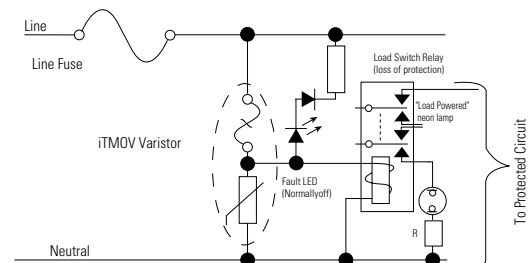 Line
Line Fuse
Load Switch Relay
(loss of protection)
"Load Powered"
neon lamp
iTMOV Varistor
Fault LED
(Normallyoff)
To Protected Circuit
R
Neutral